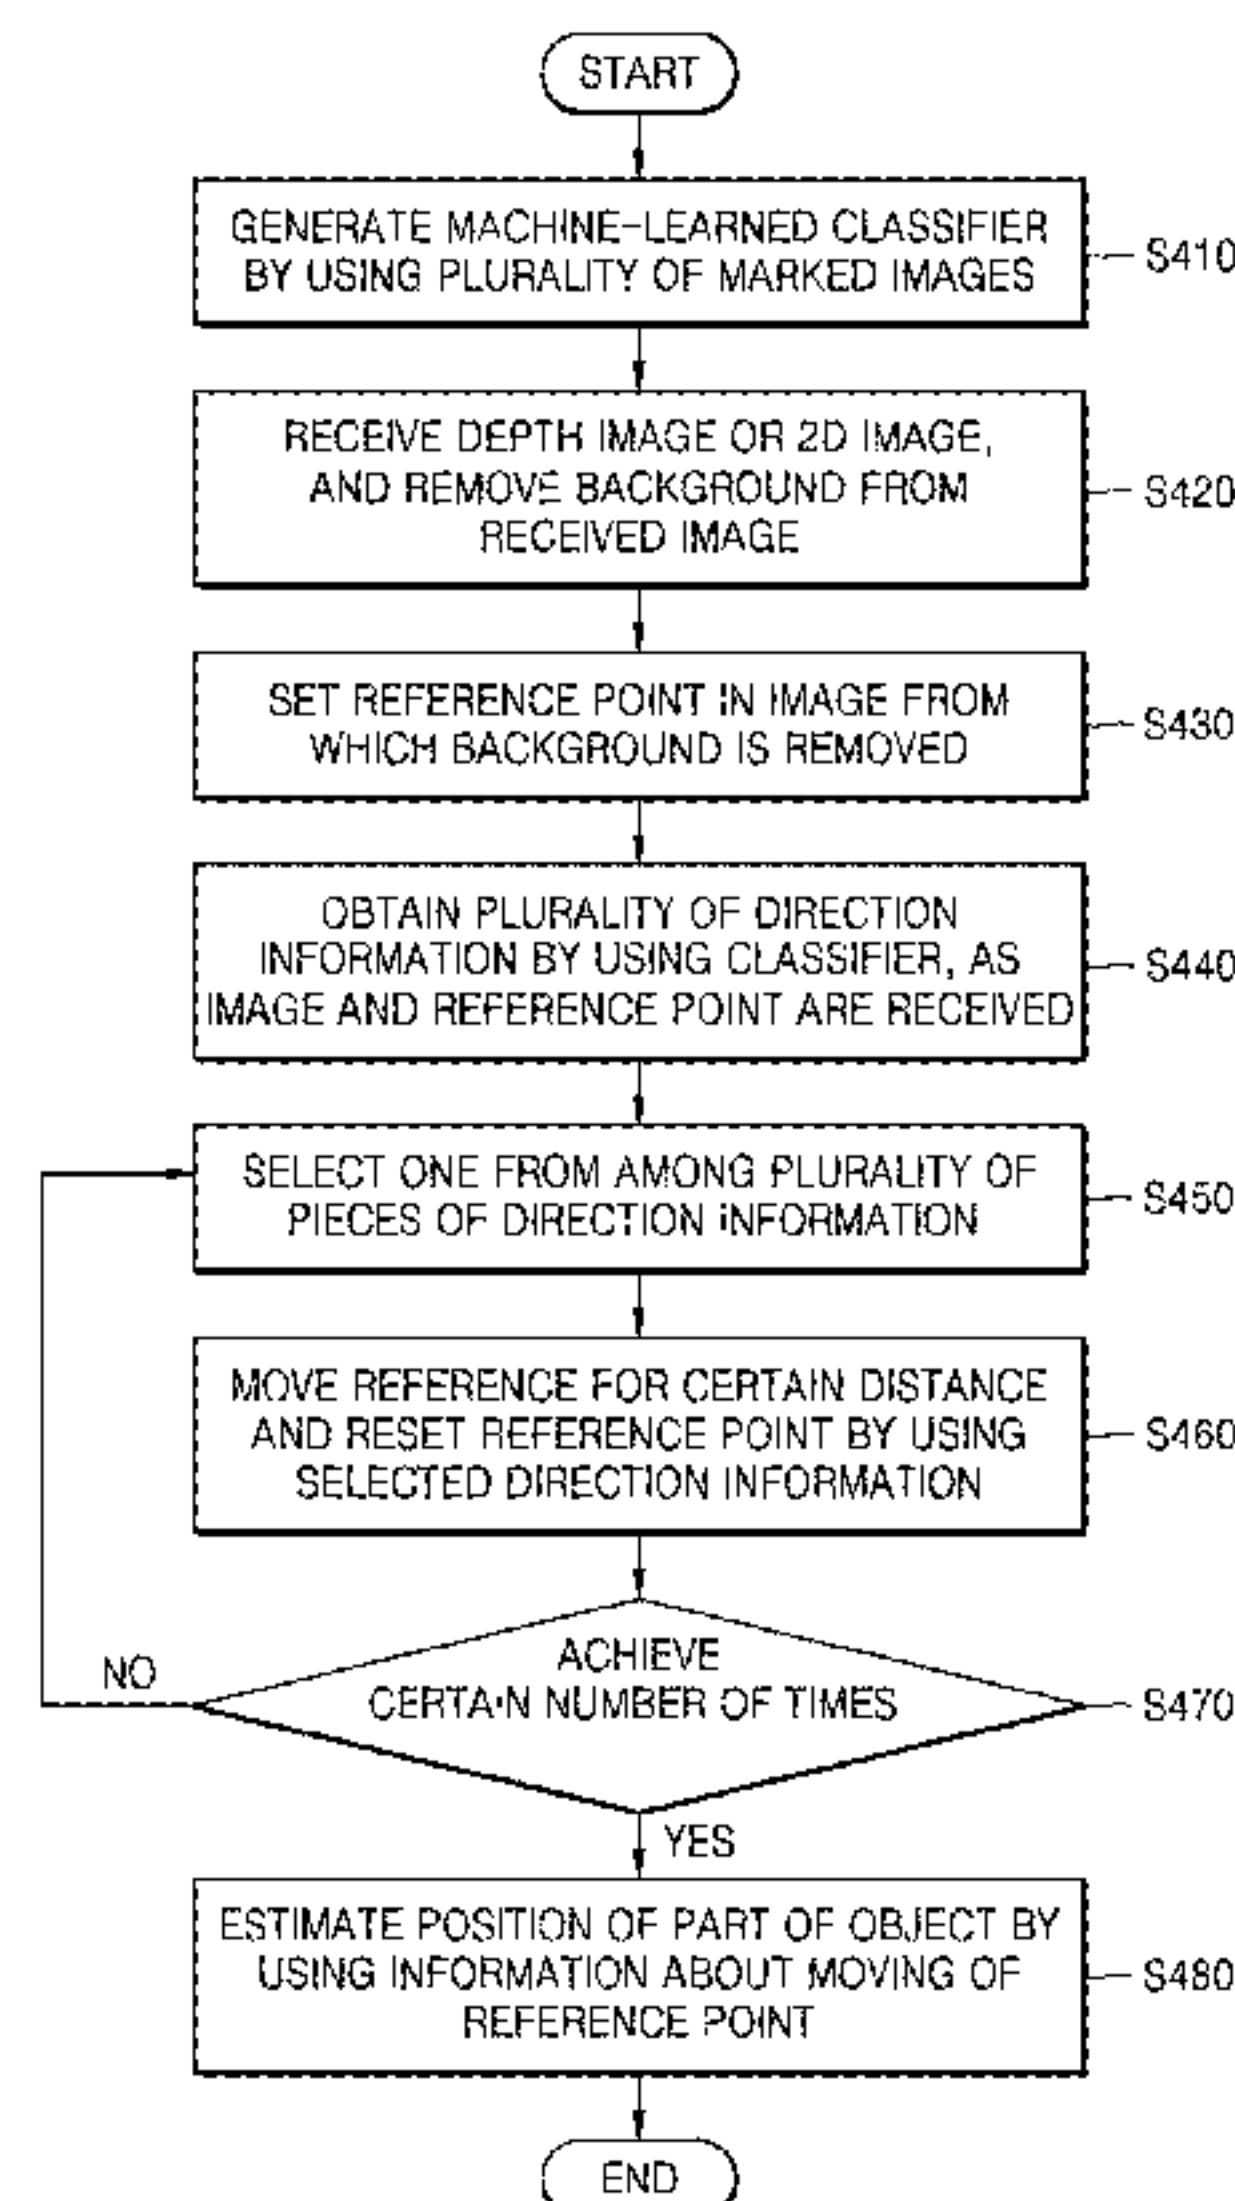 START
GENERATE MACHINE-LEARNED CLASSIFIER
BY USING PLURALITY OF MARKED IMAGES
S410
RECEIVE DEPTH IMAGE OR 2D IMAGE,
AND REMOVE BACKGROUND FROM
RECEIVED IMAGE
S420
SET REFERENCE POINT IN IMAGE FROM
WHICH BACKGROUND IS REMOVED
S430
OBTAIN PLURALITY OF DIRECTION
INFORMATION BY USING CLASSIFIER, AS
IMAGE AND REFERENCE POINT ARE RECEIVED
S440
SELECT ONE FROM AMONG PLURALITY OF
PIECES OF DIRECTION INFORMATION
S450
MOVE REFERENCE FOR CERTAIN DISTANCE
AND RESET REFERENCE POINT BY USING
SELECTED DIRECTION INFORMATION
S460
ACHIEVE
CERTAIN NUMBER OF TIMES
S470
NO
YES
ESTIMATE POSITION OF PART OF OBJECT BY
USING INFORMATION ABOUT MOVING OF
REFERENCE POINT
S480
END